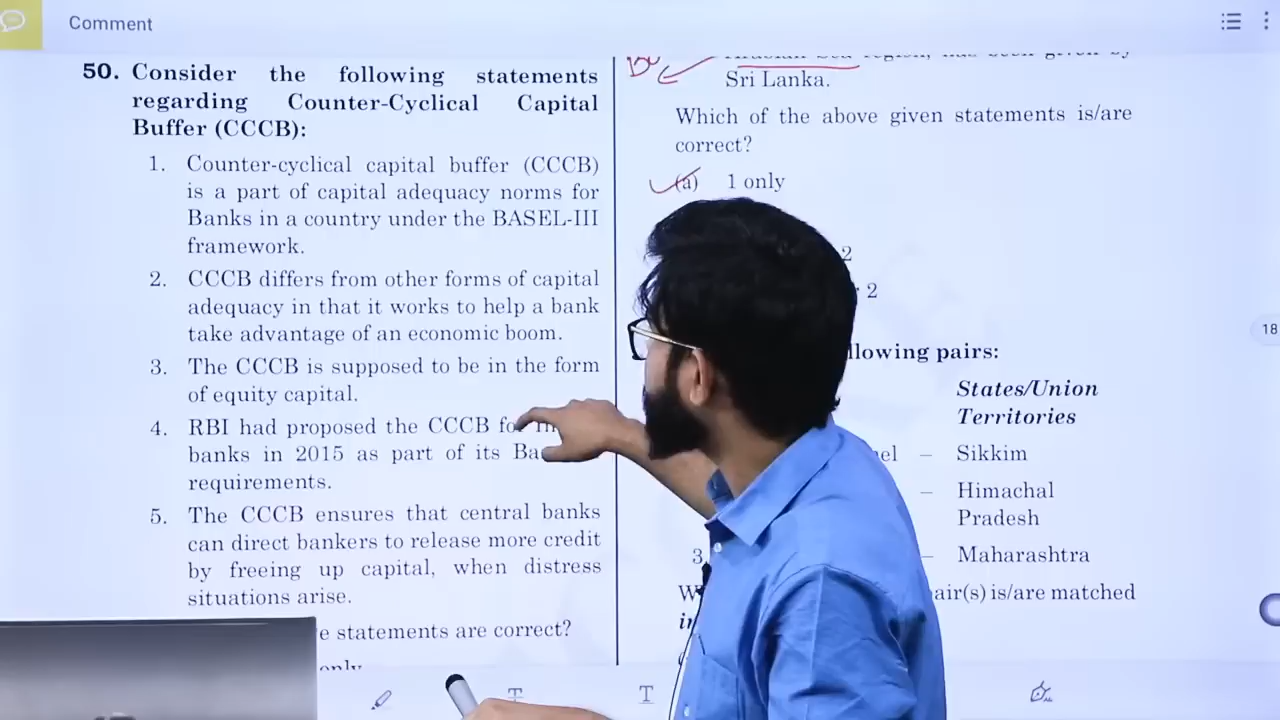 Comment
50. Consider the following statements
regarding Counter-Cyclical Capital
Buffer (CCCB):
1. Counter-cyclical capital buffer (CCCB)
is a part of capital adequacy norms for
Banks in a country under the BASEL-III
framework.
2. CCCB differs from other forms of capital
adequacy in that it works to help a bank
take advantage of an economic boom.
3. The CCCB is supposed to be in the form
of equity capital.
4. RBI had proposed the CCCB
banks in 2015 as part of its
requirements.
5. The CCCB ensures that central banks
can direct bankers to release more credit
by freeing up capital, when distress
situations arise.
statements are correct?
only
Sri Lanka.
Which of the above given statements is/are
correct?
(a) 1 only
2
2
pairs:
States/Union
Territories
– Sikkim
– Himachal
Pradesh
3. – Maharashtra
is/are matched
18